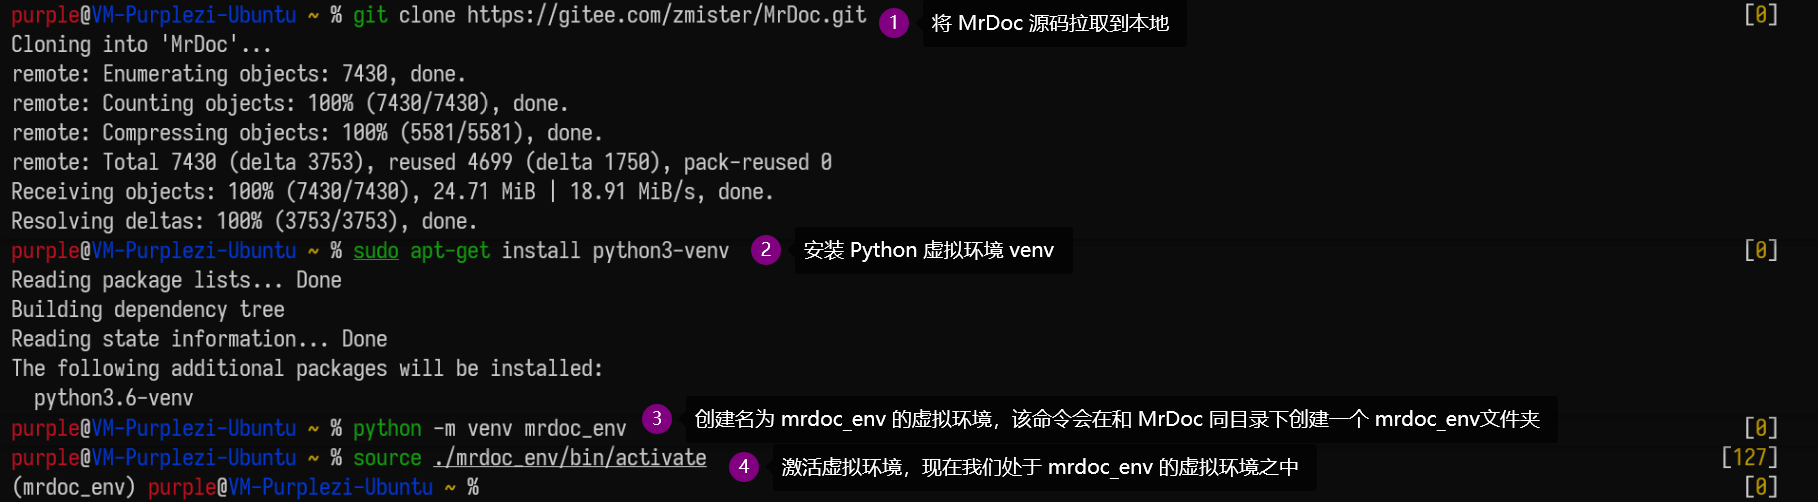 purple@VM-Purplezi-Ubuntu ~ % git clone https://gitee.com/zmister/MrDoc.git 1 将 MrDoc 源码拉取到本地 [0]
Cloning into 'MrDoc'...
remote: Enumerating objects: 7430, done.
remote: Counting objects: 100% (7430/7430), done.
remote: Compressing objects: 100% (5581/5581), done.
remote: Total 7430 (delta 3753), reused 4699 (delta 1750), pack-reused 0
Receiving objects: 100% (7430/7430), 24.71 MiB | 18.91 MiB/s, done.
Resolving deltas: 100% (3753/3753), done.
purple@VM-Purplezi-Ubuntu ~ % sudo apt-get install python3-venv 2 安装 Python 虚拟环境 venv [0]
Reading package lists... Done
Building dependency tree
Reading state information... Done
The following additional packages will be installed:
python3.6-venv
purple@VM-Purplezi-Ubuntu ~ % python -m venv mrdoc_env 3 创建名为 mrdoc_env 的虚拟环境，该命令会在和 MrDoc 同目录下创建一个 mrdoc_env文件夹 [0]
purple@VM-Purplezi-Ubuntu ~ % source ./mrdoc_env/bin/activate 4 激活虚拟环境，现在我们处于 mrdoc_env 的虚拟环境之中 [127]
(mrdoc_env) purple@VM-Purplezi-Ubuntu ~ % [0]